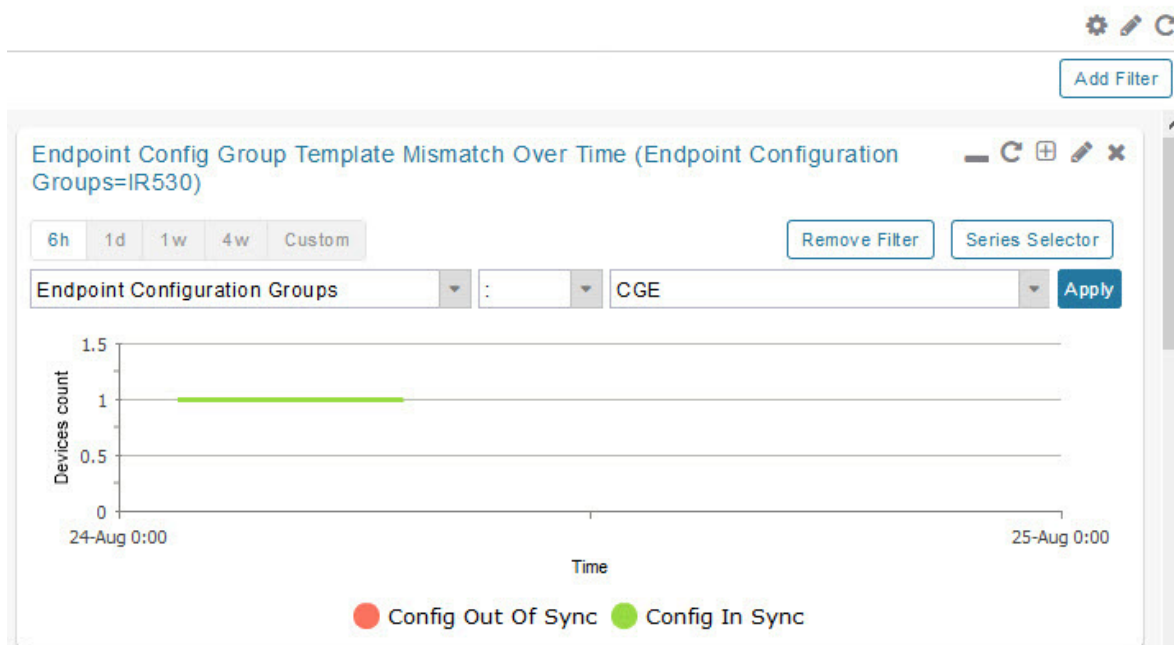 Add Filter
Endpoint Config Group Template Mismatch Over Time (Endpoint Configuration
Groups=IR530)
6h 1d 1w 4w Custom
Remove Filter Series Selector
Endpoint Configuration Groups : CGE Apply
1.5
1
0.5
0
Devices count
24-Aug 0:00 25-Aug 0:00
Time
Config Out Of Sync Config In Sync